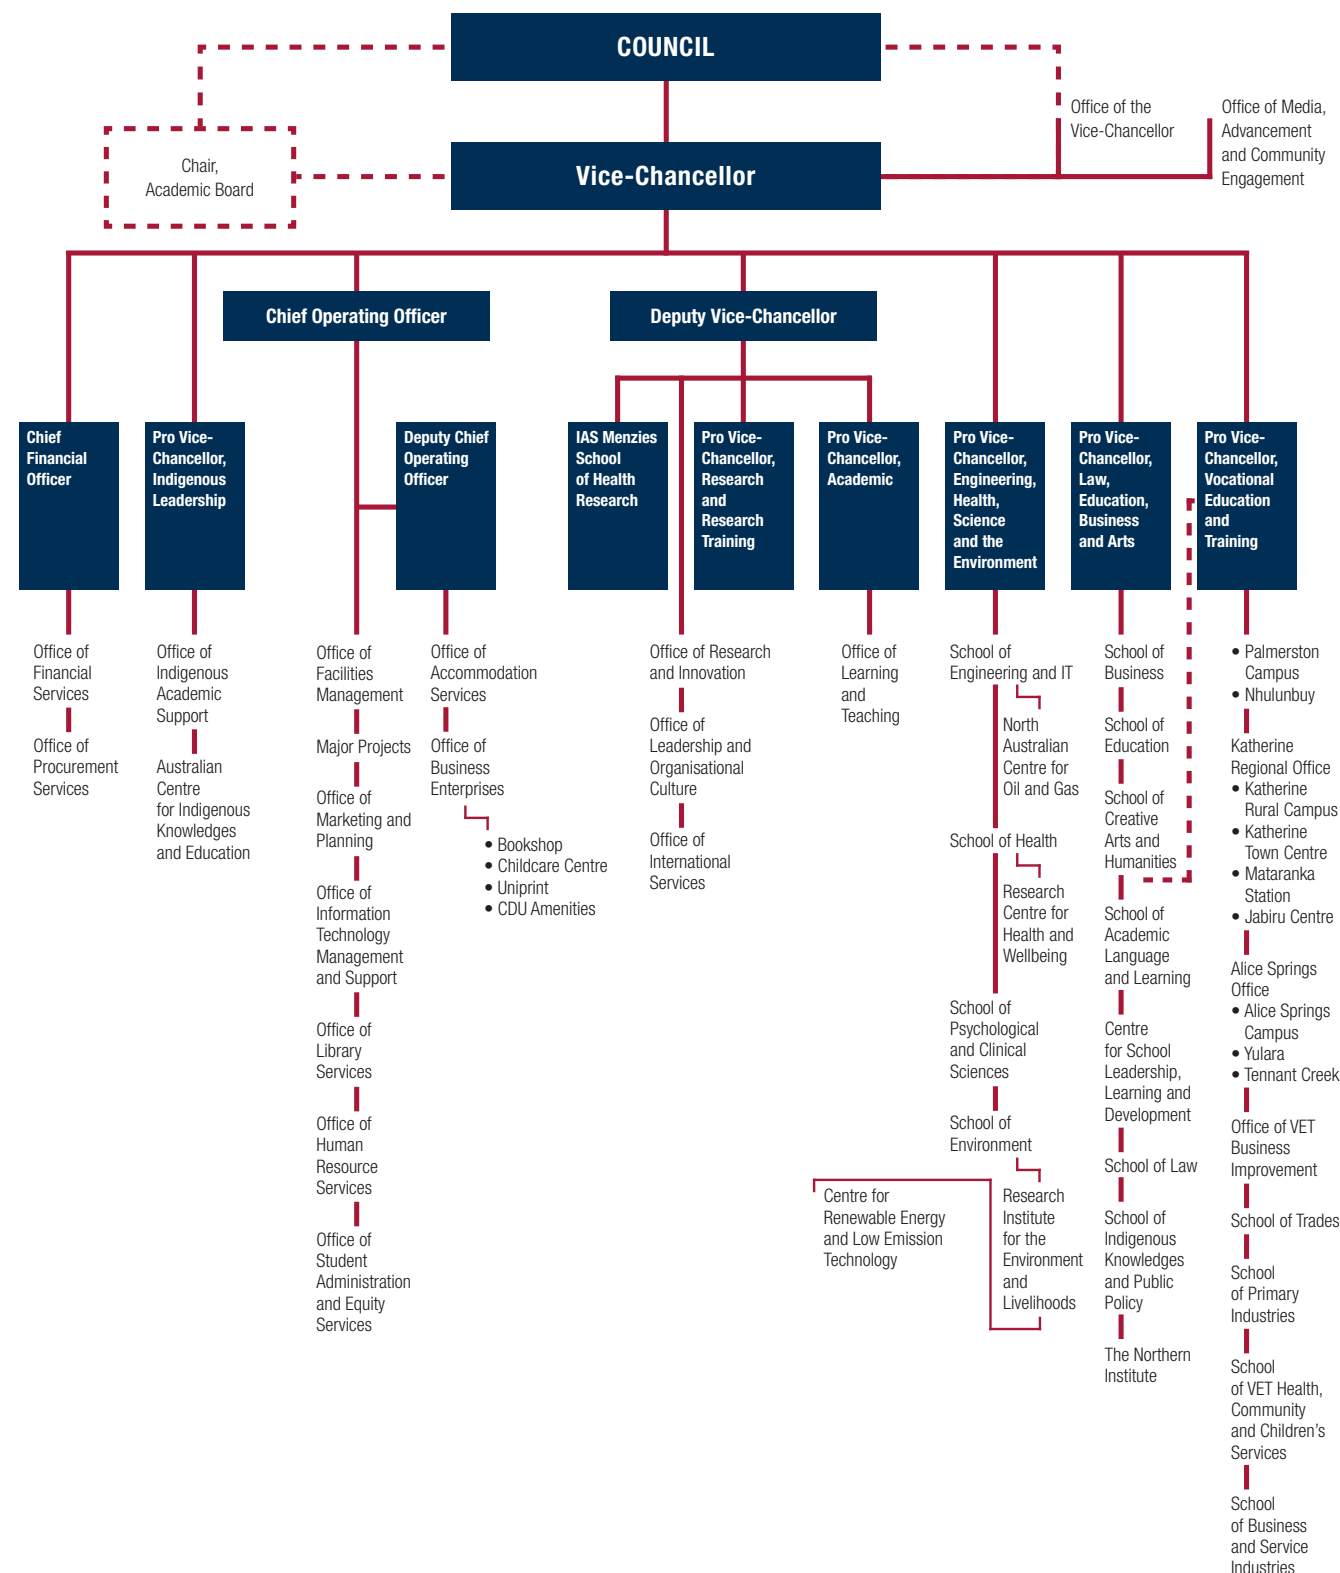 COUNCIL
Office of the
Vice-Chancellor
Office of Media,
Advancement
and Community
Engagement
Chair,
Academic Board
Vice-Chancellor
Chief Operating Officer
Deputy Vice-Chancellor
Chief
Financial
Officer
Pro Vice-
Chancellor,
Indigenous
Leadership
Deputy Chief
Operating
Officer
IAS Menzies
School
of Health
Research
Pro Vice-
Chancellor,
Research
and
Research
Training
Pro Vice-
Chancellor,
Academic
Pro Vice-
Chancellor,
Engineering,
Health,
Science
and the
Environment
Pro Vice-
Chancellor,
Law,
Education,
Business
and Arts
Pro Vice-
Chancellor,
Vocational
Education
and
Training
Office of
Financial
Services
Office of
Procurement
Services
Office of
Indigenous
Academic
Support
Australian
Centre
for Indigenous
Knowledges
and Education
Office of
Facilities
Management
Major Projects
Office of
Marketing and
Planning
Office of
Information
Technology
Management
and Support
Office of
Library
Services
Office of
Human
Resource
Services
Office of
Student
Administration
and Equity
Services
Office of
Accommodation
Services
Office of
Business
Enterprises
• Bookshop
• Childcare Centre
• Uniprint
• CDU Amenities
Office of Research
and Innovation
Office of
Leadership and
Organisational
Culture
Office of
International
Services
Office of
Learning
and
Teaching
School of
Engineering and IT
North
Australian
Centre for
Oil and Gas
School of Health
Research
Centre for
Health and
Wellbeing
School of
Psychological
and Clinical
Sciences
School of
Environment
Research
Institute
for the
Environment
and
Livelihoods
Centre for
Renewable Energy
and Low Emission
Technology
School of
Business
School of
Education
School of
Creative
Arts and
Humanities
School of
Academic
Language
and Learning
Centre
for School
Leadership,
Learning and
Development
School of Law
School of
Indigenous
Knowledges
and Public
Policy
The Northern
Institute
• Palmerston
Campus
• Nhulunbuy
Katherine
Regional Office
• Katherine
Rural Campus
• Katherine
Town Centre
• Mataranka
Station
• Jabiru Centre
Alice Springs
Office
• Alice Springs
Campus
• Yulara
• Tennant Creek
Office of VET
Business
Improvement
School of Trades
School
of Primary
Industries
School
of VET Health,
Community
and Children's
Services
School
of Business
and Service
Industries